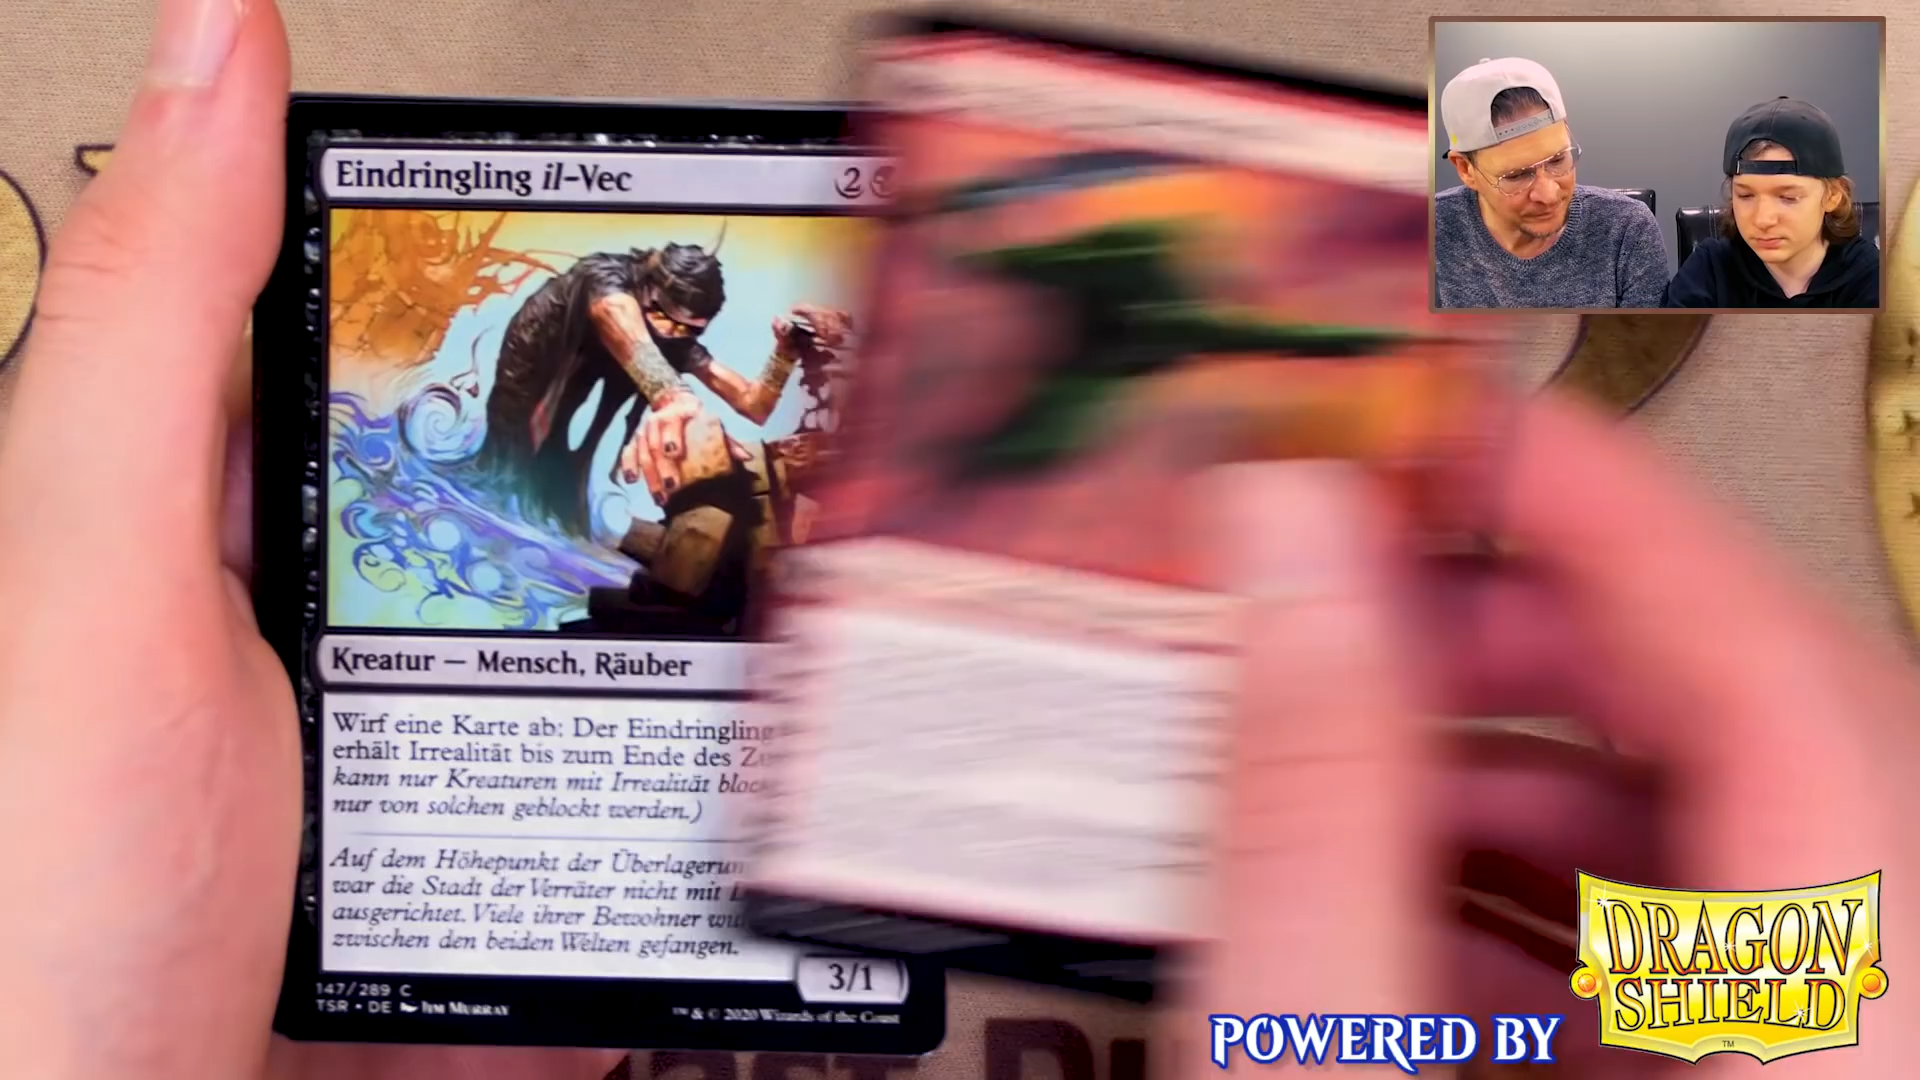 Eindringling il-Vec
2
Kreatur – Mensch, Räuber
Wirf eine Karte ab: Der Eindringling
erhält Irrealität bis zum Ende des
kann nur Kreaturen mit Irrealität
nur von solchen geblockt werden.)
Auf dem Höhepunkt der
war die Stadt der Verräter nicht mit
ausgerichtet. Viele ihrer Bewohner
zwischen den beiden Welten gefangen.
3/1
147/289 C
TSR • DE JIM MURRAY
™ & © 2020 Wizards of the Coast
POWERED BY
DRAGON
SHIELD
TM